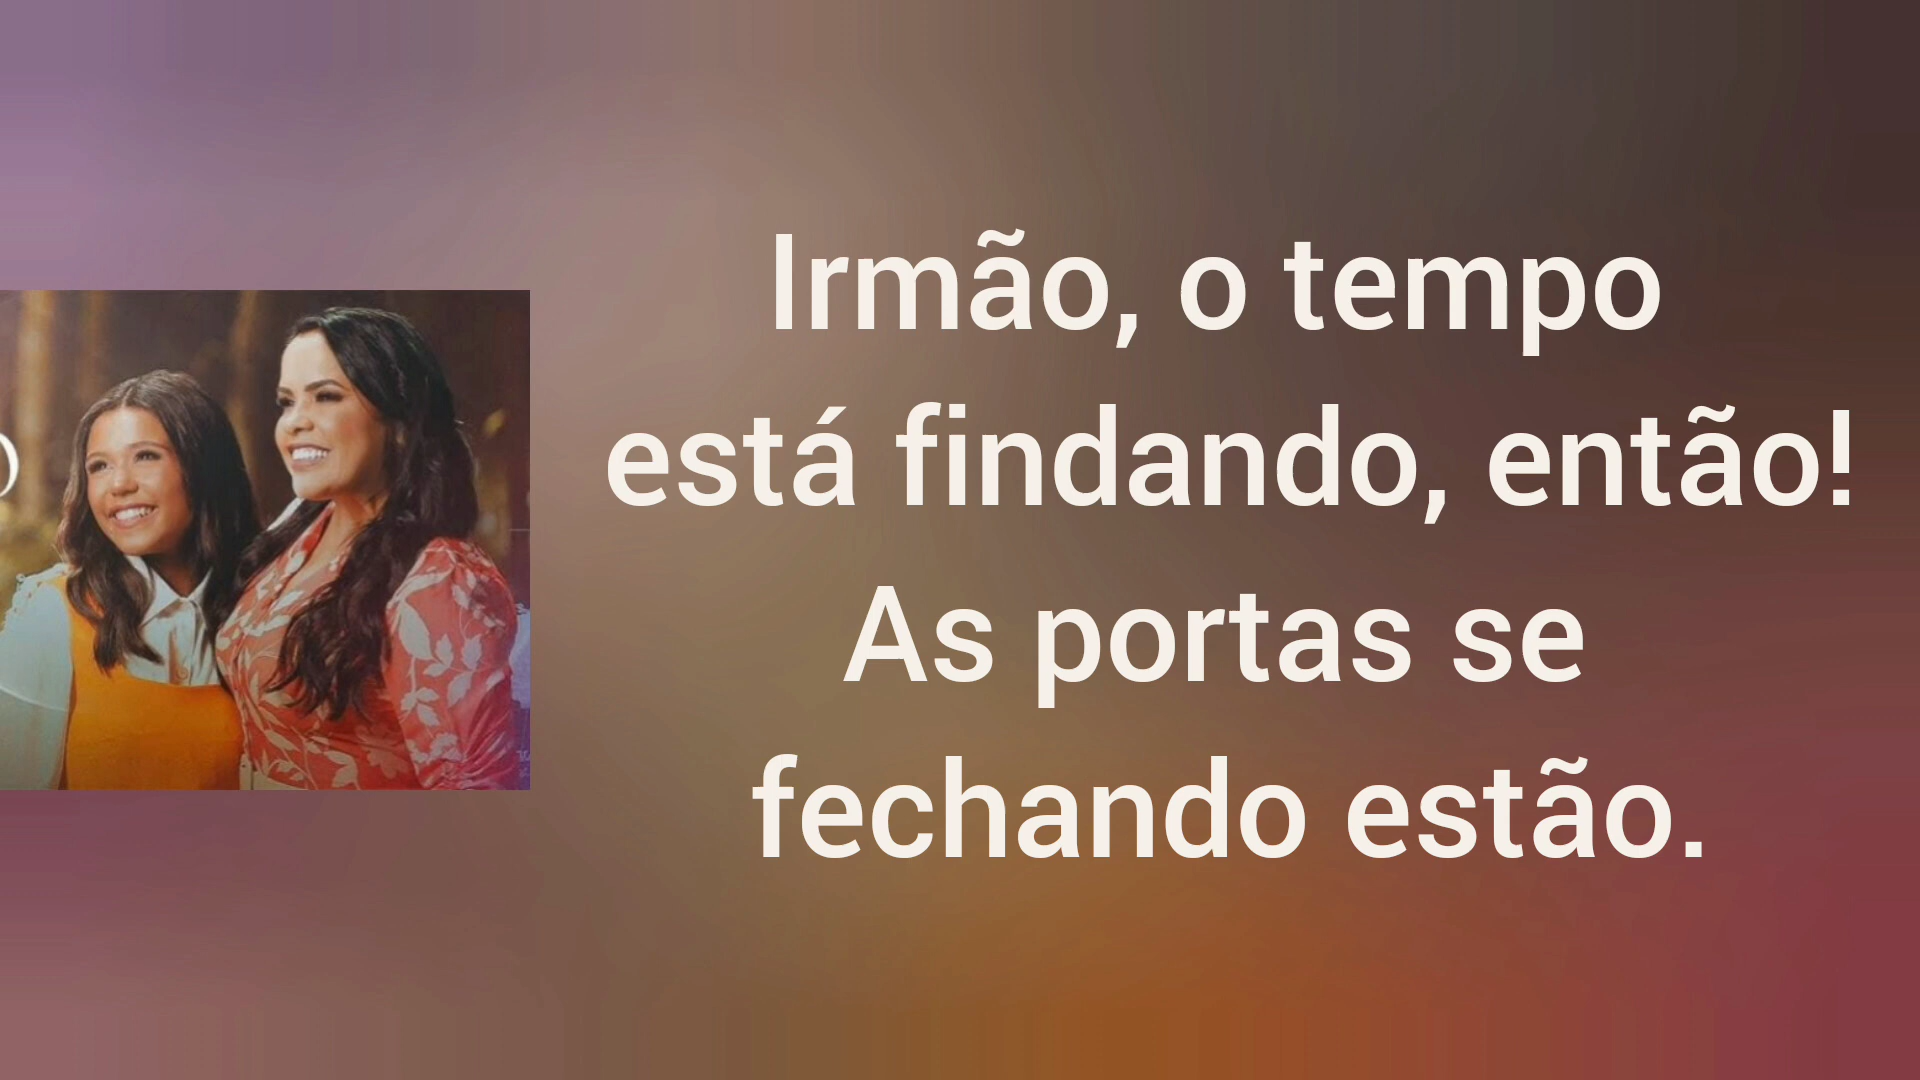 Irmão, o tempo
está findando, então!
As portas se
fechando estão.